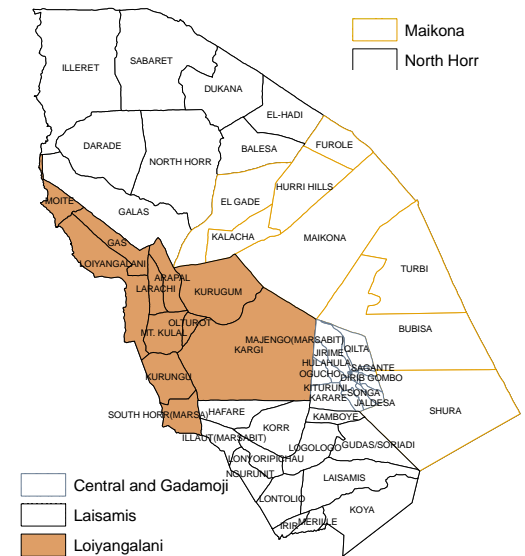 Maikona
North Horr
ILLERET
SABARET
DUKANA
EL-HADI
DARADE
NORTH HORR
BALESA
FUROLE
HURRI HILLS
MOITE
EL GADE
GALAS
KALACHA
MAIKONA
GAS
LOIYANGALANI
ARAPAL
LARACHI
KURUGUM
TURBI
OLTUROT
MT. KULAL
BUBISA
MAJENGO(MARSABIT)
KARGI
JIRIME
QILTA
HULAHULA
OGUCHO
SAGANTE
DIRIB GOMBO
KURUNGU
KITURUNI
KARARE
SONGA
JALDESA
SOUTH HORR(MARSA)
HAFARE
KAMBOYE
SHURA
KORR
ILLAUT(MARSABIT)
LOGOLOGO
GUDAS/SORIADI
LONYORIPICHAU
NGURUNIT
LAISAMIS
LONTOLIO
KOYA
IRIR
MERILLE
Central and Gadamoji
Laisamis
Loiyangalani